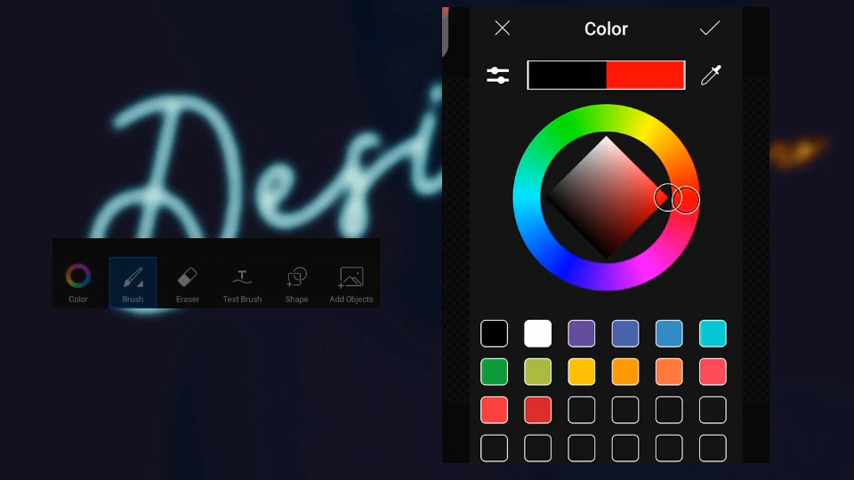 Desi
Color
Color
Brush
Eraser
Text Brush
Shape
Add Objects